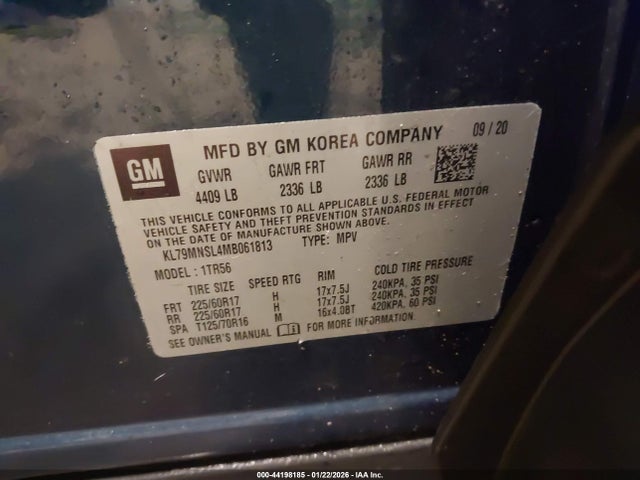 GM
MFD BY GM KOREA COMPANY 09/20
GVWR GAWR FRT GAWR RR
4409 LB 2336 LB 2336 LB
THIS VEHICLE CONFORMS TO ALL APPLICABLE U.S. FEDERAL MOTOR
VEHICLE SAFETY AND THEFT PREVENTION STANDARDS IN EFFECT
ON THE DATE OF MANUFACTURE SHOWN ABOVE.
KL79MNSL4MB061813 TYPE: MPV
MODEL: 1TR56
TIRE SIZE SPEED RTG RIM COLD TIRE PRESSURE
FRT 225/60R17 H 17x7.5J 240KPA, 35 PSI
RR 225/60R17 H 17x7.5J 240KPA, 35 PSI
SPA T125/70R16 M 16x4.0BT 420KPA, 60 PSI
SEE OWNER'S MANUAL FOR MORE INFORMATION.
000-44198185 - 01/22/2026 - © IAA Inc.